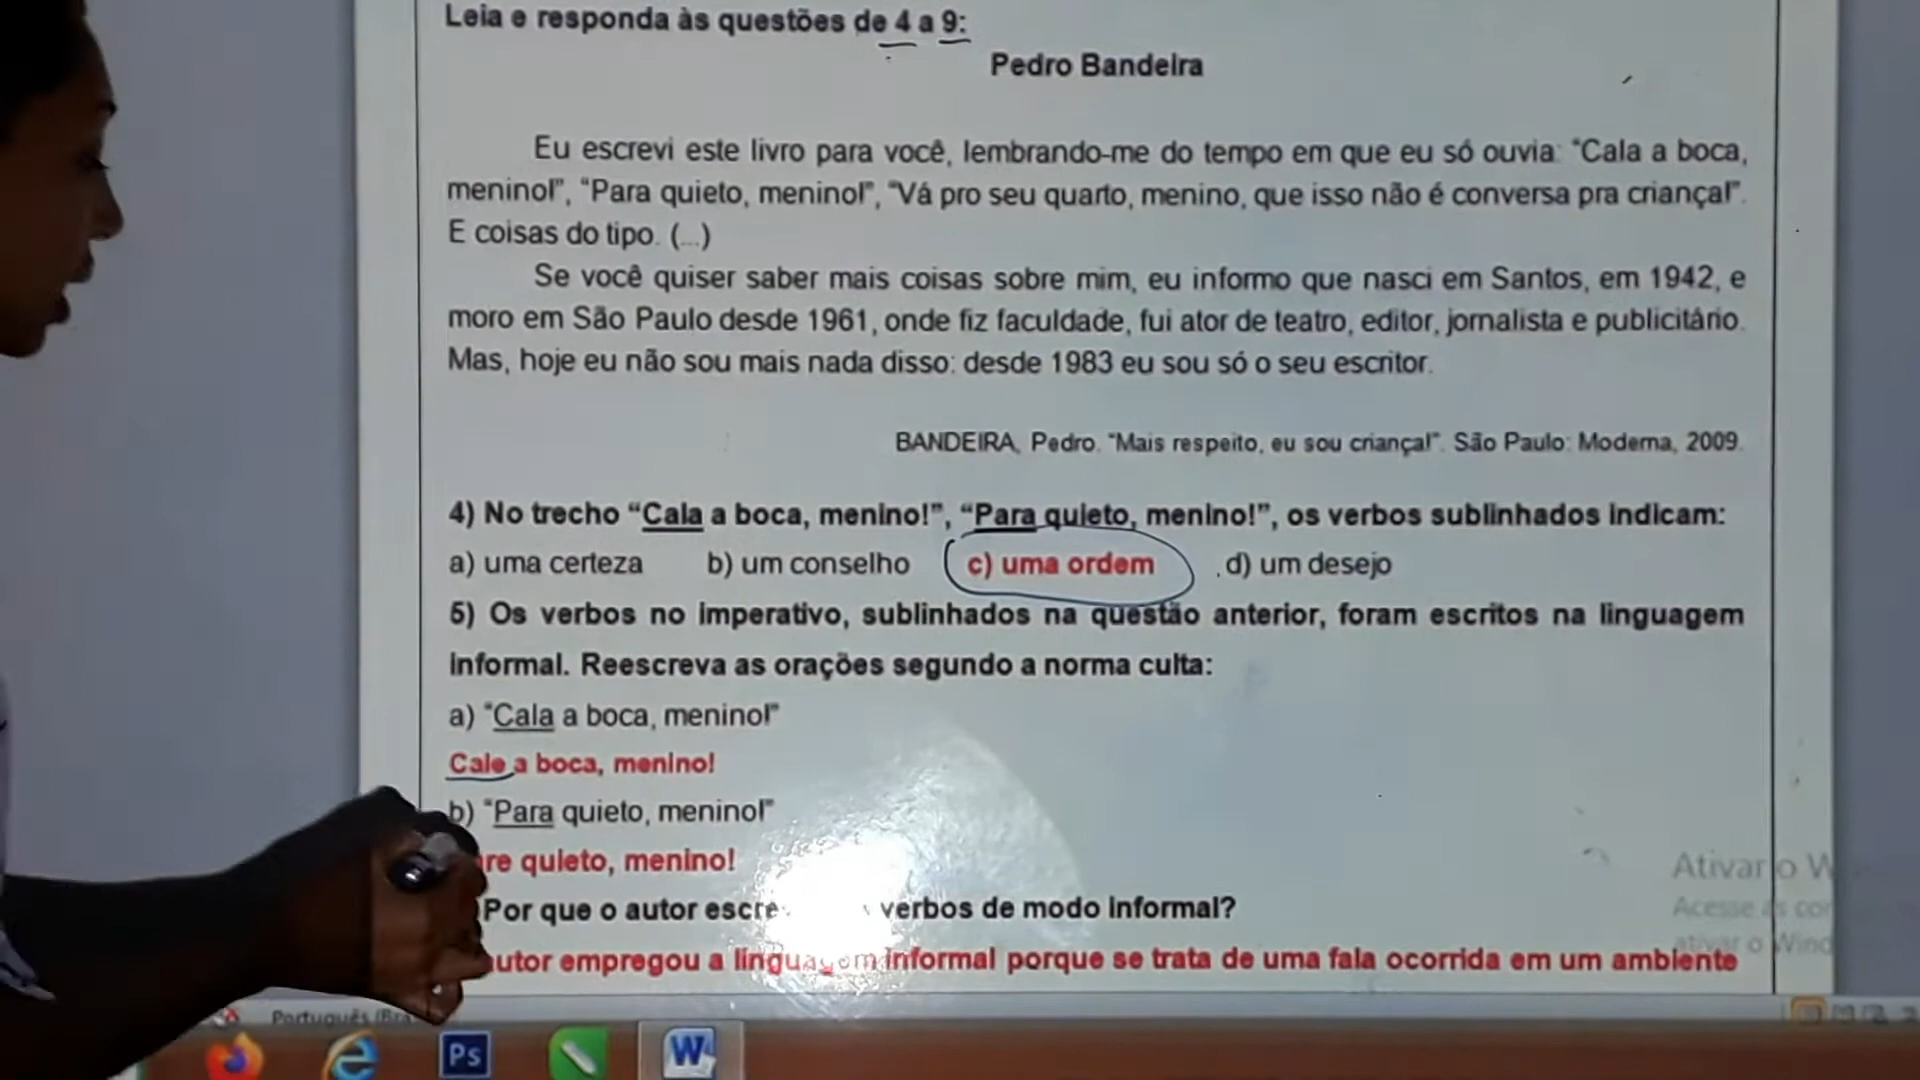 Leia e responda às questões de 4 a 9:
Pedro Bandeira
Eu escrevi este livro para você, lembrando-me do tempo em que eu só ouvia: "Cala a boca,
menino!", "Para quieto, menino!", "Vá pro seu quarto, menino, que isso não é conversa pra criança!".
E coisas do tipo. (...)
Se você quiser saber mais coisas sobre mim, eu informo que nasci em Santos, em 1942, e
moro em São Paulo desde 1961, onde fiz faculdade, fui ator de teatro, editor, jornalista e publicitário.
Mas, hoje eu não sou mais nada disso: desde 1983 eu sou só o seu escritor.
BANDEIRA, Pedro. "Mais respeito, eu sou criança!". São Paulo: Moderna, 2009.
4) No trecho "Cala a boca, menino!", "Para quieto, menino!", os verbos sublinhados indicam:
a) uma certeza b) um conselho c) uma ordem d) um desejo
5) Os verbos no imperativo, sublinhados na questão anterior, foram escritos na linguagem
informal. Reescreva as orações segundo a norma culta:
a) "Cala a boca, menino!"
Cale a boca, menino!
b) "Para quieto, menino!"
re quieto, menino!
Por que o autor verbos de modo informal?
autor empregou a linguagem informal porque se trata de uma fala ocorrida em um ambiente
Ativar o W
Acesse as con
ativar o Wind
Português (Bra
Ps
W